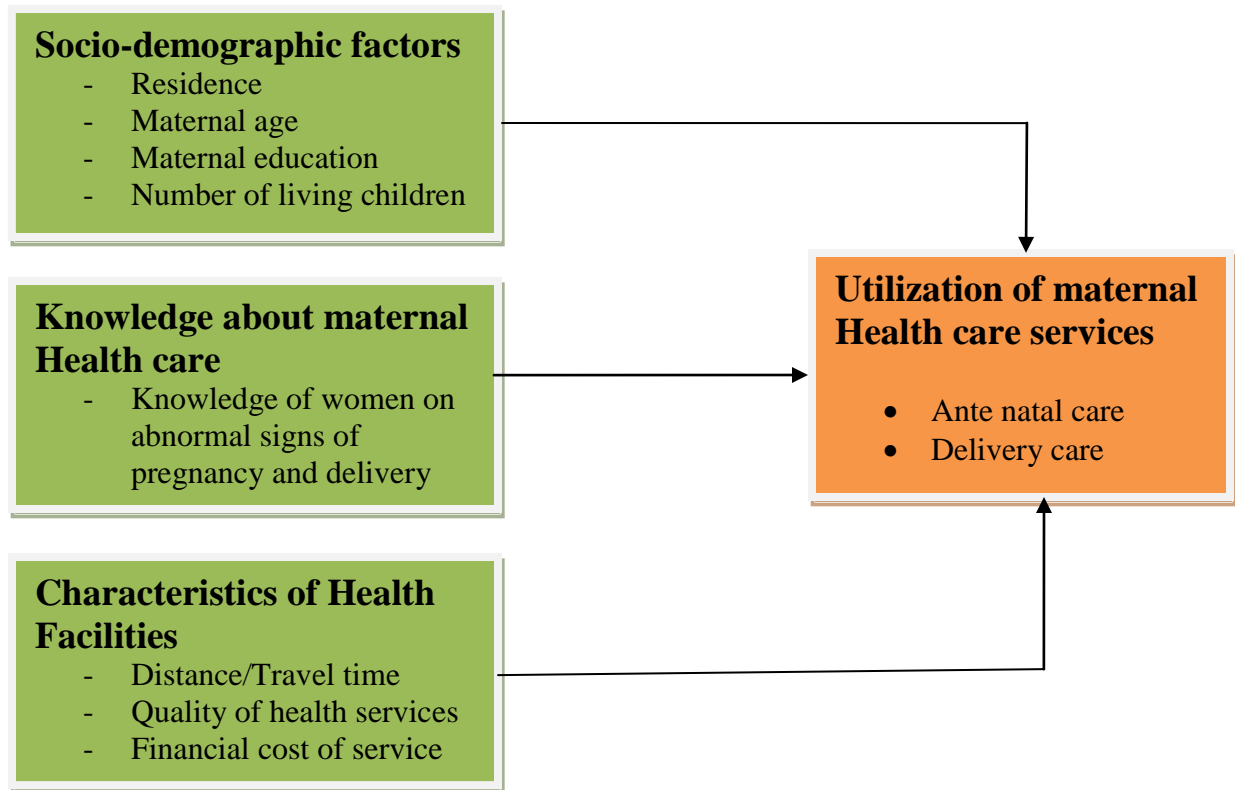 Socio-demographic factors
- Residence
- Maternal age
- Maternal education
- Number of living children
Knowledge about maternal
Health care
- Knowledge of women on
abnormal signs of
pregnancy and delivery
Characteristics of Health
Facilities
- Distance/Travel time
- Quality of health services
- Financial cost of service
Utilization of maternal
Health care services
• Ante natal care
• Delivery care